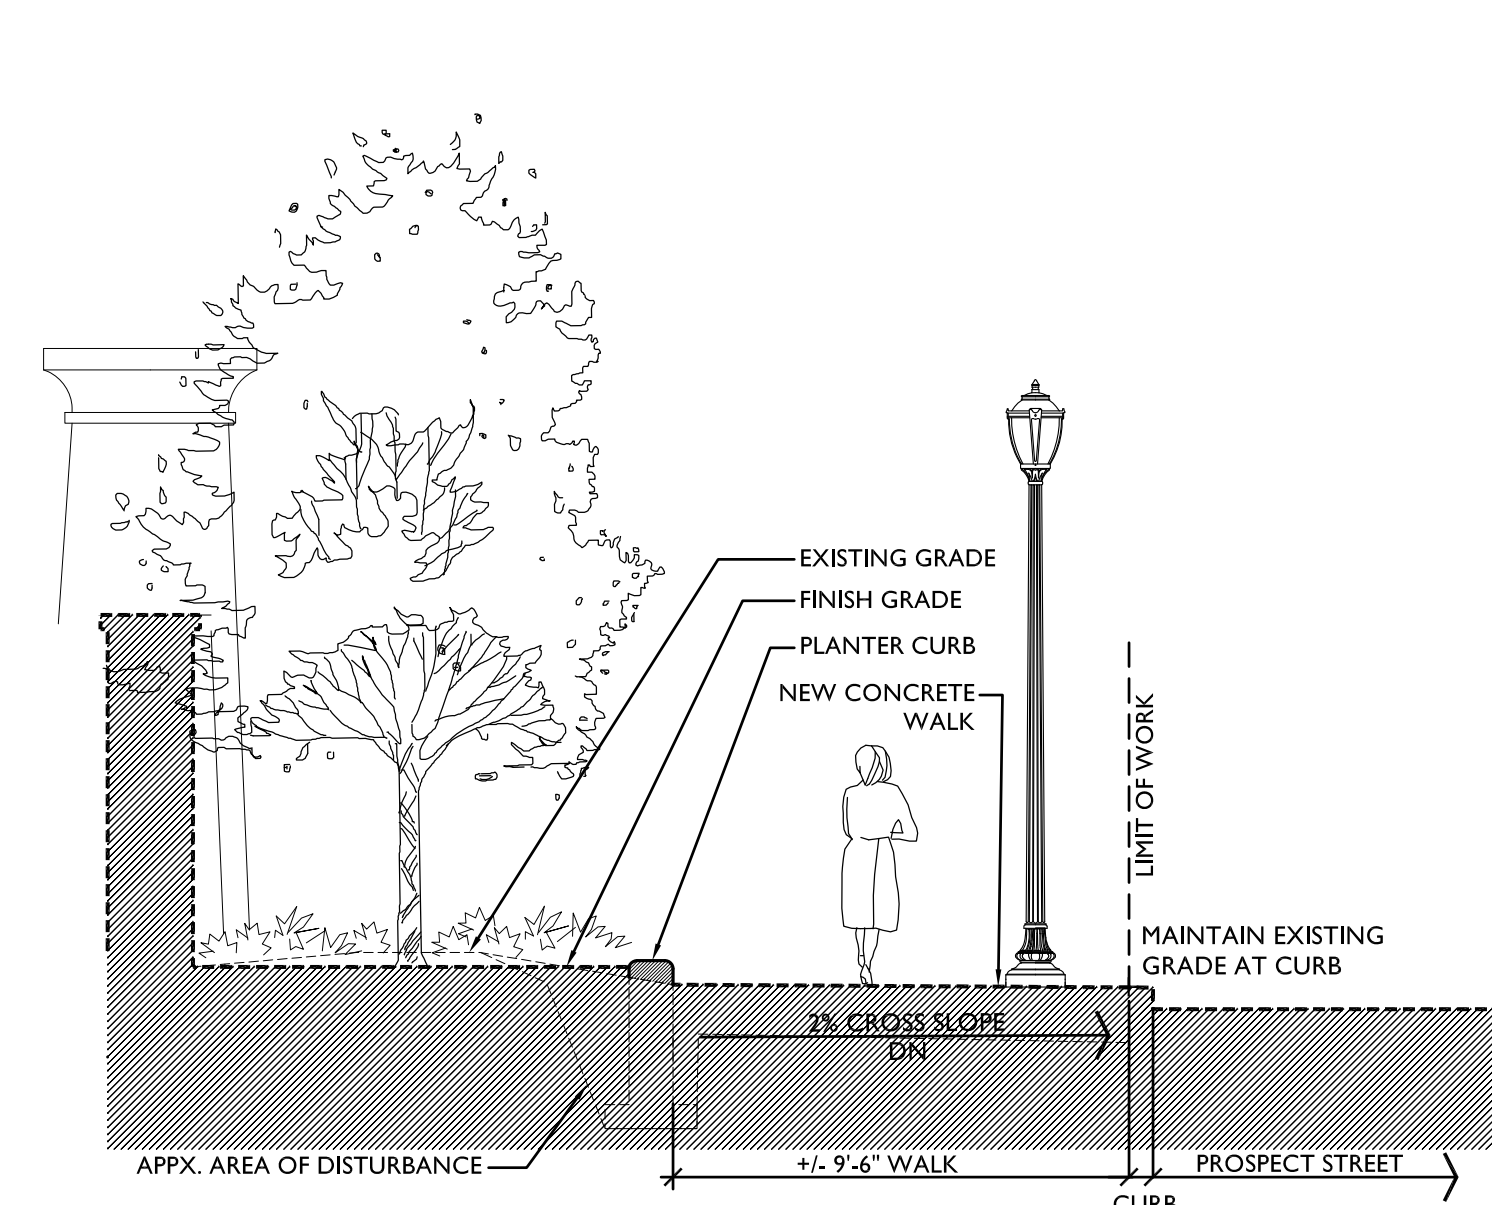 EXISTING GRADE
FINISH GRADE
PLANTER CURB
NEW CONCRETE
WALK
LIMIT OF WORK
MAINTAIN EXISTING
GRADE AT CURB
2% CROSS SLOPE
DN
APPX. AREA OF DISTURBANCE
+/- 9'-6" WALK
PROSPECT STREET
CURB